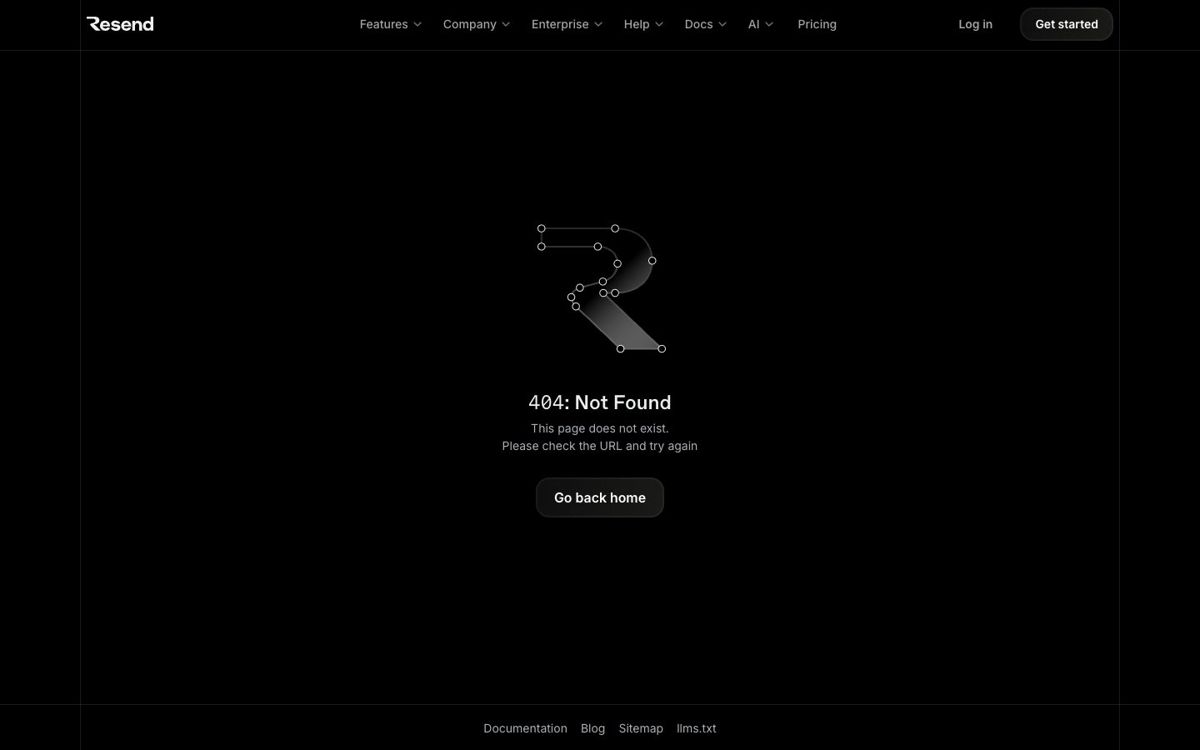 Resend
Features
Company
Enterprise
Help
Docs
AI
Pricing
Log in
Get started
404: Not Found
This page does not exist.
Please check the URL and try again
Go back home
Documentation
Blog
Sitemap
llms.txt